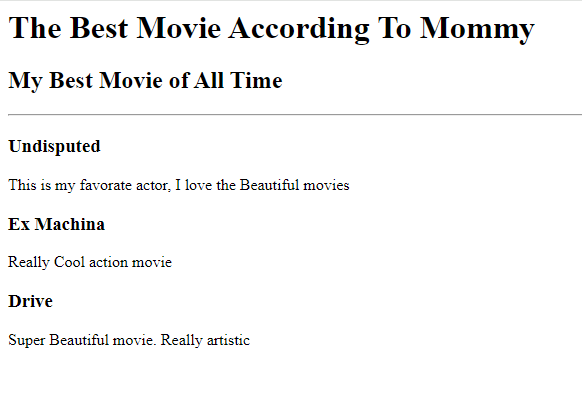 The Best Movie According To Mommy
My Best Movie of All Time
Undisputed
This is my favorate actor, I love the Beautiful movies
Ex Machina
Really Cool action movie
Drive
Super Beautiful movie. Really artistic